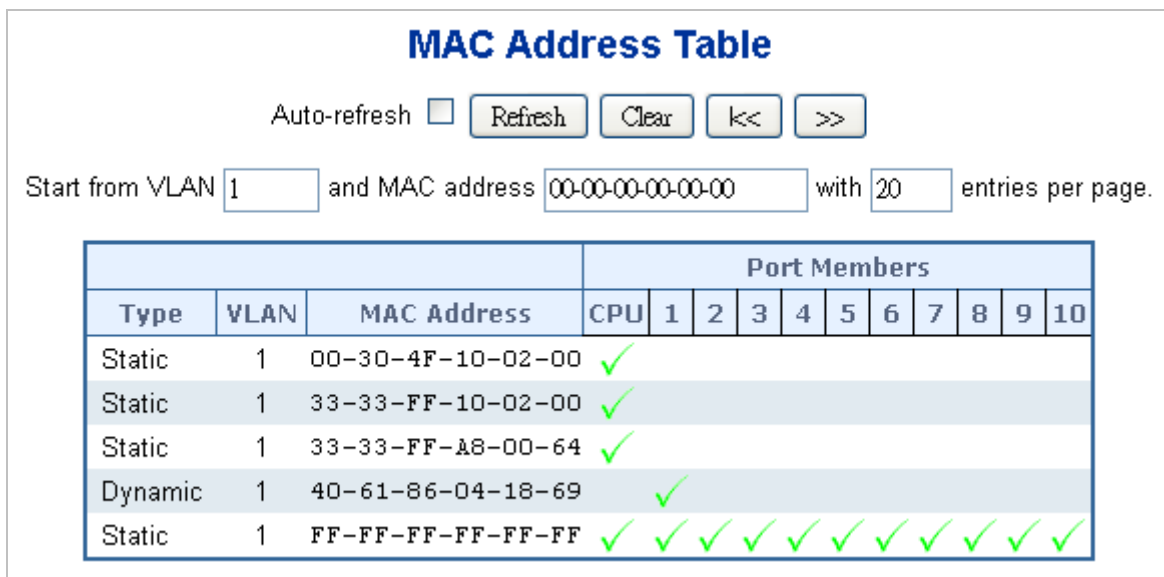 MAC Address Table
Auto-refresh Refresh Clear |<< >>
Start from VLAN 1 and MAC address 00-00-00-00-00-00 with 20 entries per page.
Port Members
Type VLAN MAC Address CPU 1 2 3 4 5 6 7 8 9 10
Static 1 00-30-4F-10-02-00 ✓
Static 1 33-33-FF-10-02-00 ✓
Static 1 33-33-FF-A8-00-64 ✓
Dynamic 1 40-61-86-04-18-69 ✓
Static 1 FF-FF-FF-FF-FF-FF ✓ ✓ ✓ ✓ ✓ ✓ ✓ ✓ ✓ ✓ ✓